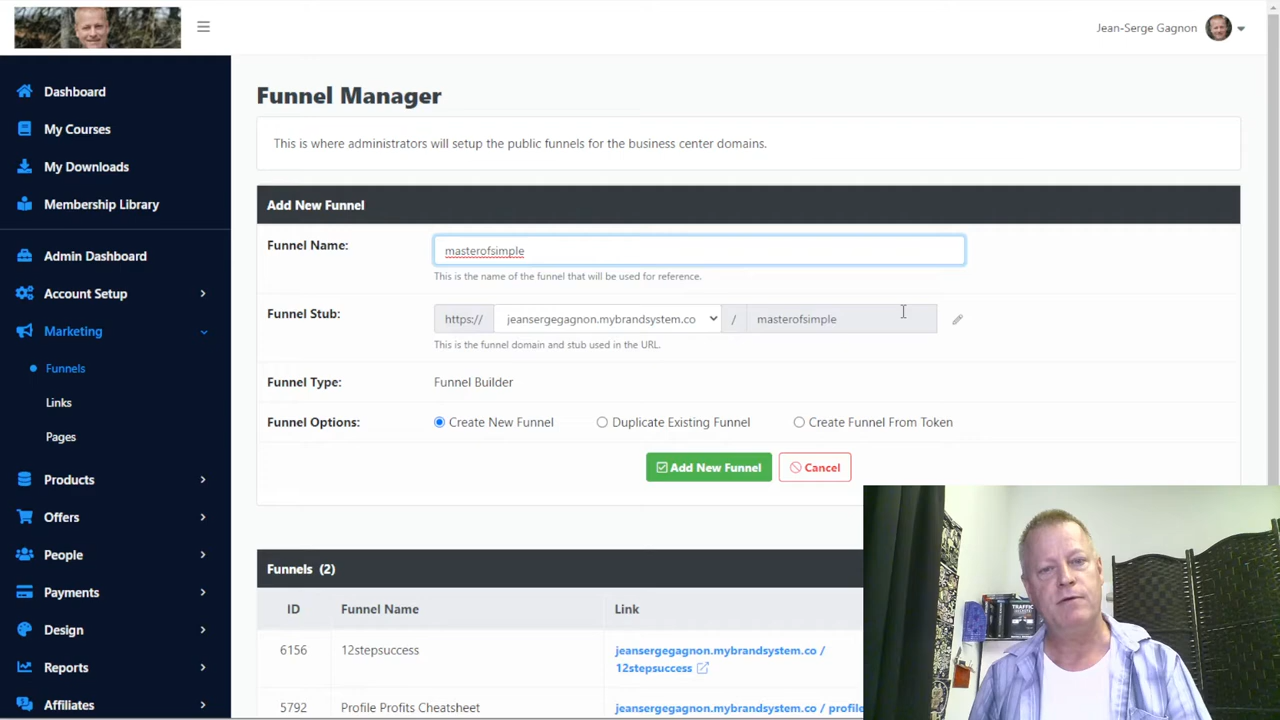 Jean-Serge Gagnon
Dashboard
My Courses
My Downloads
Membership Library
Admin Dashboard
Account Setup
Marketing
Funnels
Links
Pages
Products
Offers
People
Payments
Design
Reports
Affiliates
Funnel Manager
This is where administrators will setup the public funnels for the business center domains.
Add New Funnel
Funnel Name:
masterofsimple
This is the name of the funnel that will be used for reference.
Funnel Stub:
https:// jeansergegagnon.mybrandsystem.co / masterofsimple
This is the funnel domain and stub used in the URL.
Funnel Type: Funnel Builder
Funnel Options: Create New Funnel Duplicate Existing Funnel Create Funnel From Token
Add New Funnel Cancel
Funnels (2)
ID Funnel Name Link
6156 12stepsuccess jeansergegagnon.mybrandsystem.co /
12stepsuccess
5792 Profile Profits Cheatsheet jeansergegagnon.mybrandsystem.co / profile
TRAFFIC